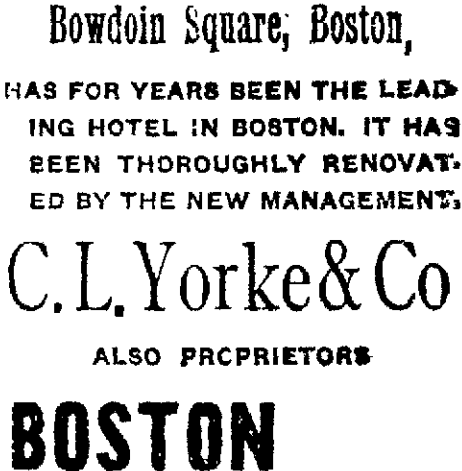 Bowdoin Square, Boston,
HAS FOR YEARS BEEN THE LEAD-
ING HOTEL IN BOSTON. IT HAS
BEEN THOROUGHLY RENOVAT-
ED BY THE NEW MANAGEMENT.
C. L. Yorke & Co
ALSO PROPRIETORS
BOSTON